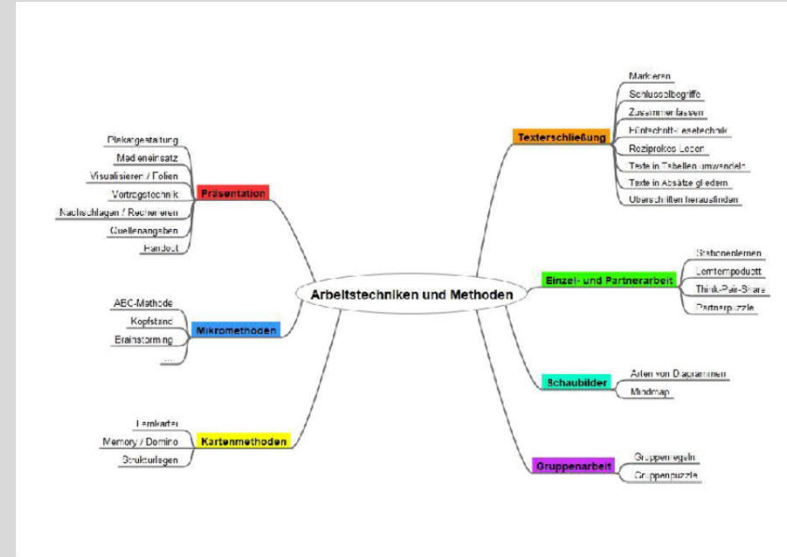 Arbeitstechniken und Methoden
Präsentation
Plakatgestaltung
Medieneinsatz
Visualisieren / Folien
Vortragstechnik
Nachschlagen / Recherieren
Quellenangaben
Handout
Mikromethoden
ABC-Methode
Kopfstand
Brainstorming
...
Kartenmethoden
Lernkartei
Memory / Domino
Strukturlegen
Texterschließung
Markieren
Schlüsselbegriffe
Zusammenfassen
Fünfschritt-Lesetechnik
Reziprokes Lesen
Texte in Tabellen umwandeln
Texte in Absätze gliedern
Überschriften herausfinden
Einzel- und Partnerarbeit
Stationenlernen
Lerntempoduett
Think-Pair-Share
Partnerpuzzle
Schaubilder
Arten von Diagrammen
Mindmap
Gruppenarbeit
Gruppenregeln
Gruppenpuzzle